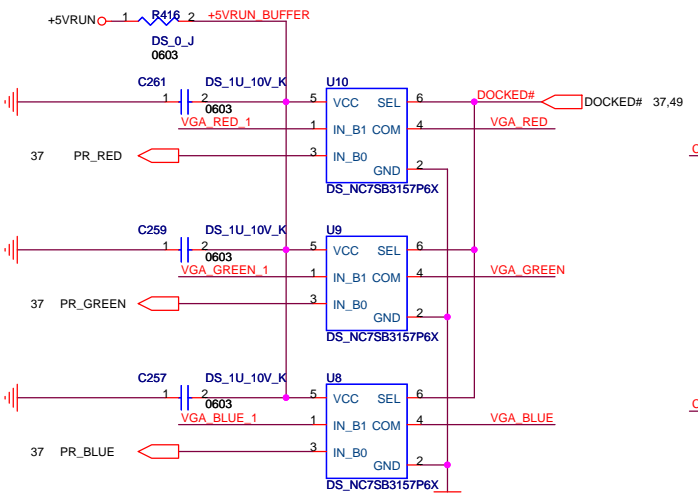 +5VRUN 1 R416 2 +5VRUN_BUFFER
DS_0_J
0603
C261 DS_1U_10V_K U10
1 2 5 VCC SEL 6 DOCKED# DOCKED# 37,49
0603
VGA_RED_1 1 IN_B1 COM 4 VGA_RED
37 PR_RED 3 IN_B0
GND 2
DS_NC7SB3157P6X
C259 DS_1U_10V_K U9
1 2 5 VCC SEL 6
0603
VGA_GREEN_1 1 IN_B1 COM 4 VGA_GREEN
37 PR_GREEN 3 IN_B0
GND 2
DS_NC7SB3157P6X
C257 DS_1U_10V_K U8
1 2 5 VCC SEL 6
0603
VGA_BLUE_1 1 IN_B1 COM 4 VGA_BLUE
37 PR_BLUE 3 IN_B0
GND 2
DS_NC7SB3157P6X